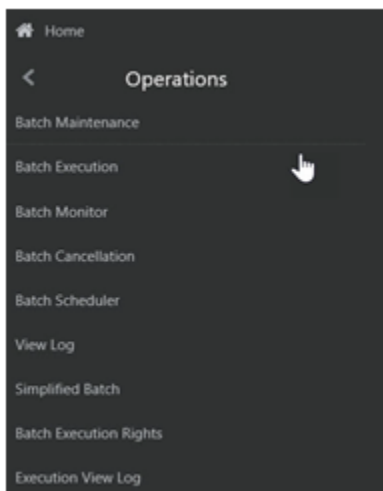 Home
Operations
Batch Maintenance
Batch Execution
Batch Monitor
Batch Cancellation
Batch Scheduler
View Log
Simplified Batch
Batch Execution Rights
Execution View Log